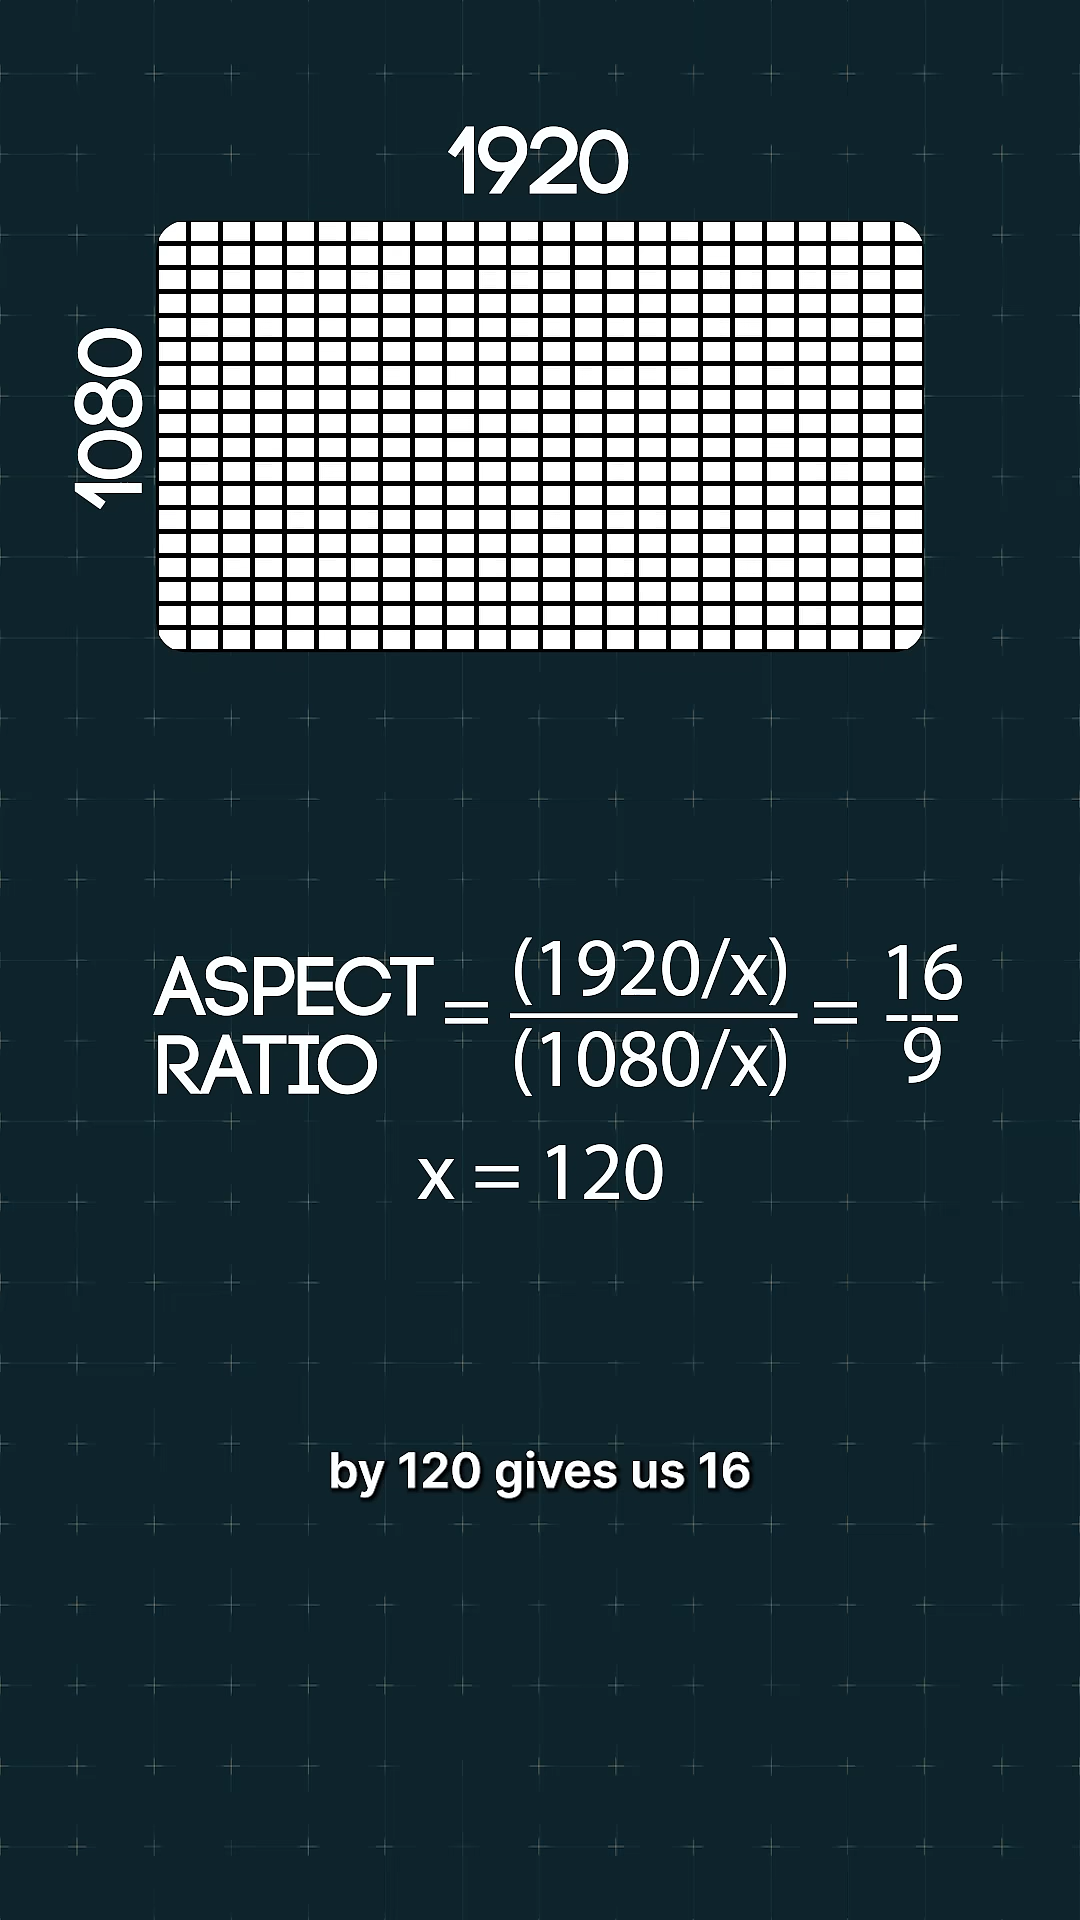 1920
1080
ASPECT RATIO = (1920/x) / (1080/x) = 16 / 9
x = 120
by 120 gives us 16